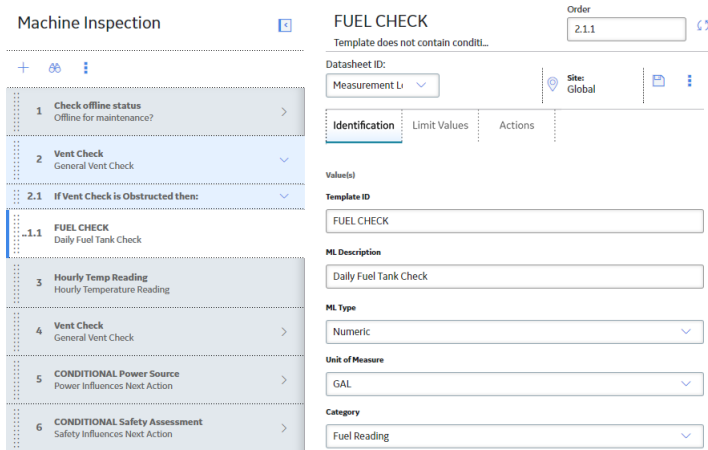 Machine Inspection
1
Check offline status
Offline for maintenance?
2
Vent Check
General Vent Check
2.1 If Vent Check is Obstructed then:
..1.1
FUEL CHECK
Daily Fuel Tank Check
3
Hourly Temp Reading
Hourly Temperature Reading
4
Vent Check
General Vent Check
5
CONDITIONAL Power Source
Power Influences Next Action
6
CONDITIONAL Safety Assessment
Safety Influences Next Action
FUEL CHECK
Template does not contain conditi...
Order
2.1.1
Datasheet ID:
Measurement Lo
Site:
Global
Identification Limit Values Actions
Value(s)
Template ID
FUEL CHECK
ML Description
Daily Fuel Tank Check
ML Type
Numeric
Unit of Measure
GAL
Category
Fuel Reading